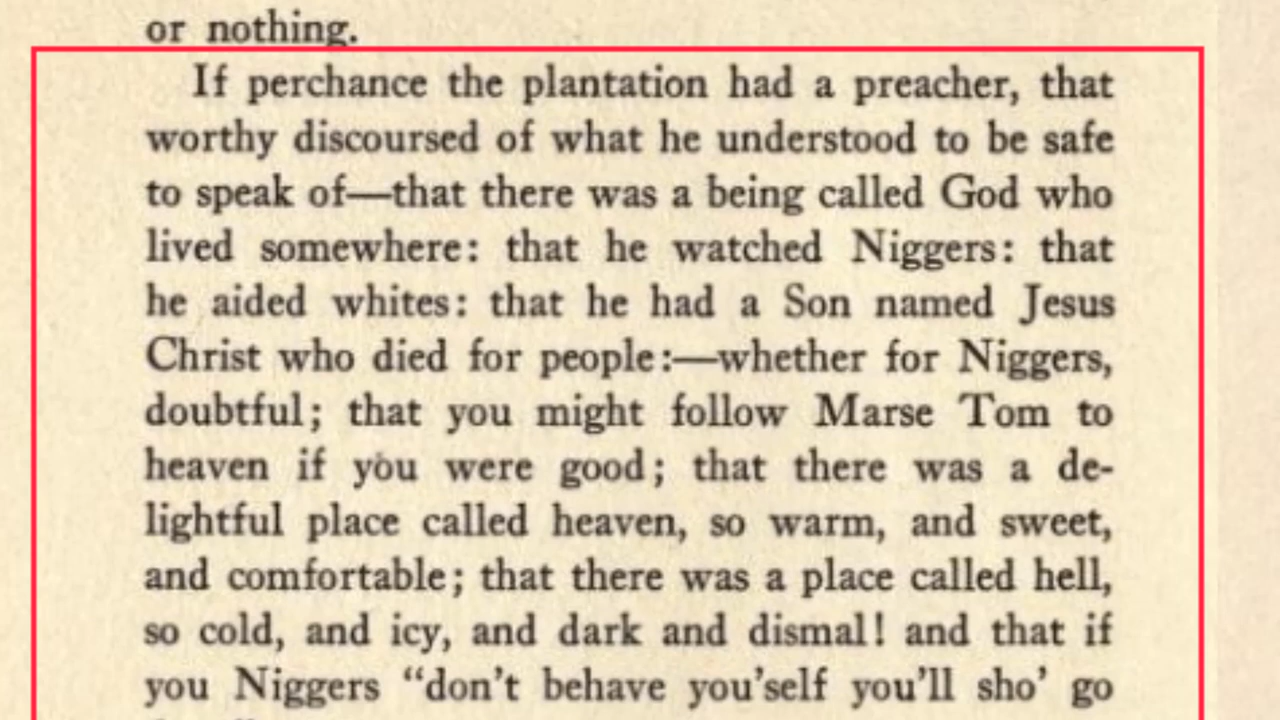 or nothing.
If perchance the plantation had a preacher, that
worthy discoursed of what he understood to be safe
to speak of—that there was a being called God who
lived somewhere: that he watched Niggers: that
he aided whites: that he had a Son named Jesus
Christ who died for people:—whether for Niggers,
doubtful; that you might follow Marse Tom to
heaven if you were good; that there was a de-
lightful place called heaven, so warm, and sweet,
and comfortable; that there was a place called hell,
so cold, and icy, and dark and dismal! and that if
you Niggers "don't behave you'self you'll sho' go